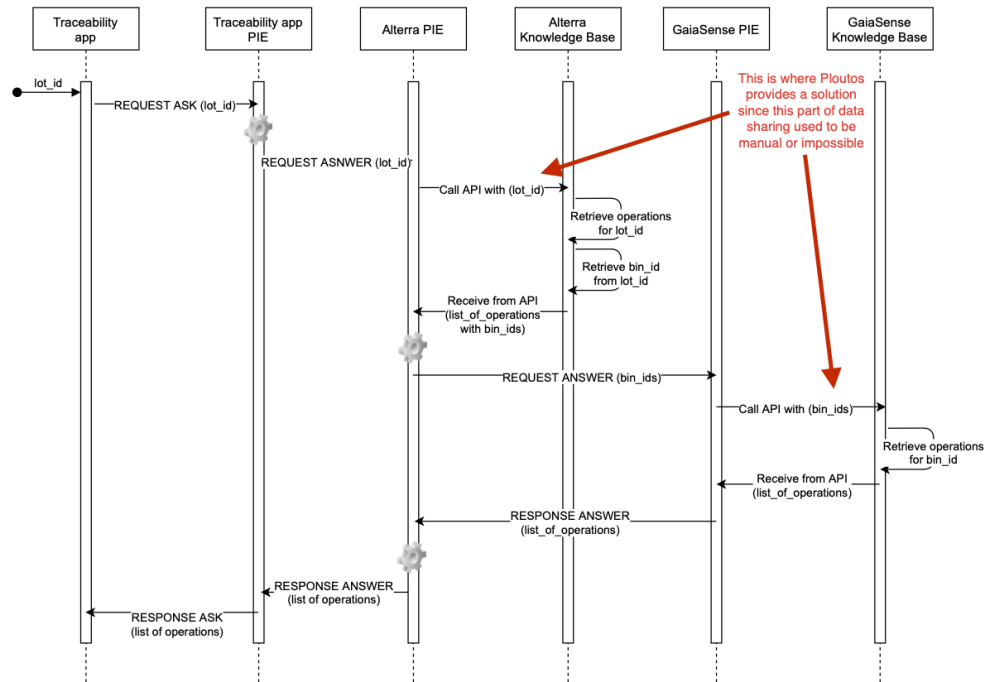 Traceability
app
Traceability app
PIE
Alterra PIE
Alterra
Knowledge Base
GaiaSense PIE
GaiaSense
Knowledge Base
lot_id
REQUEST ASK (lot_id)
This is where Ploutos
provides a solution
since this part of data
sharing used to be
manual or impossible
REQUEST ASNWER (lot_id)
Call API with (lot_id)
Retrieve operations
for lot_id
Retrieve bin_id
from lot_id
Receive from API
(list_of_operations
with bin_ids)
REQUEST ANSWER (bin_ids)
Call API with (bin_ids)
Retrieve operations
for bin_id
Receive from API
(list_of_operations)
RESPONSE ANSWER
(list_of_operations)
RESPONSE ANSWER
(list of operations)
RESPONSE ASK
(list of operations)